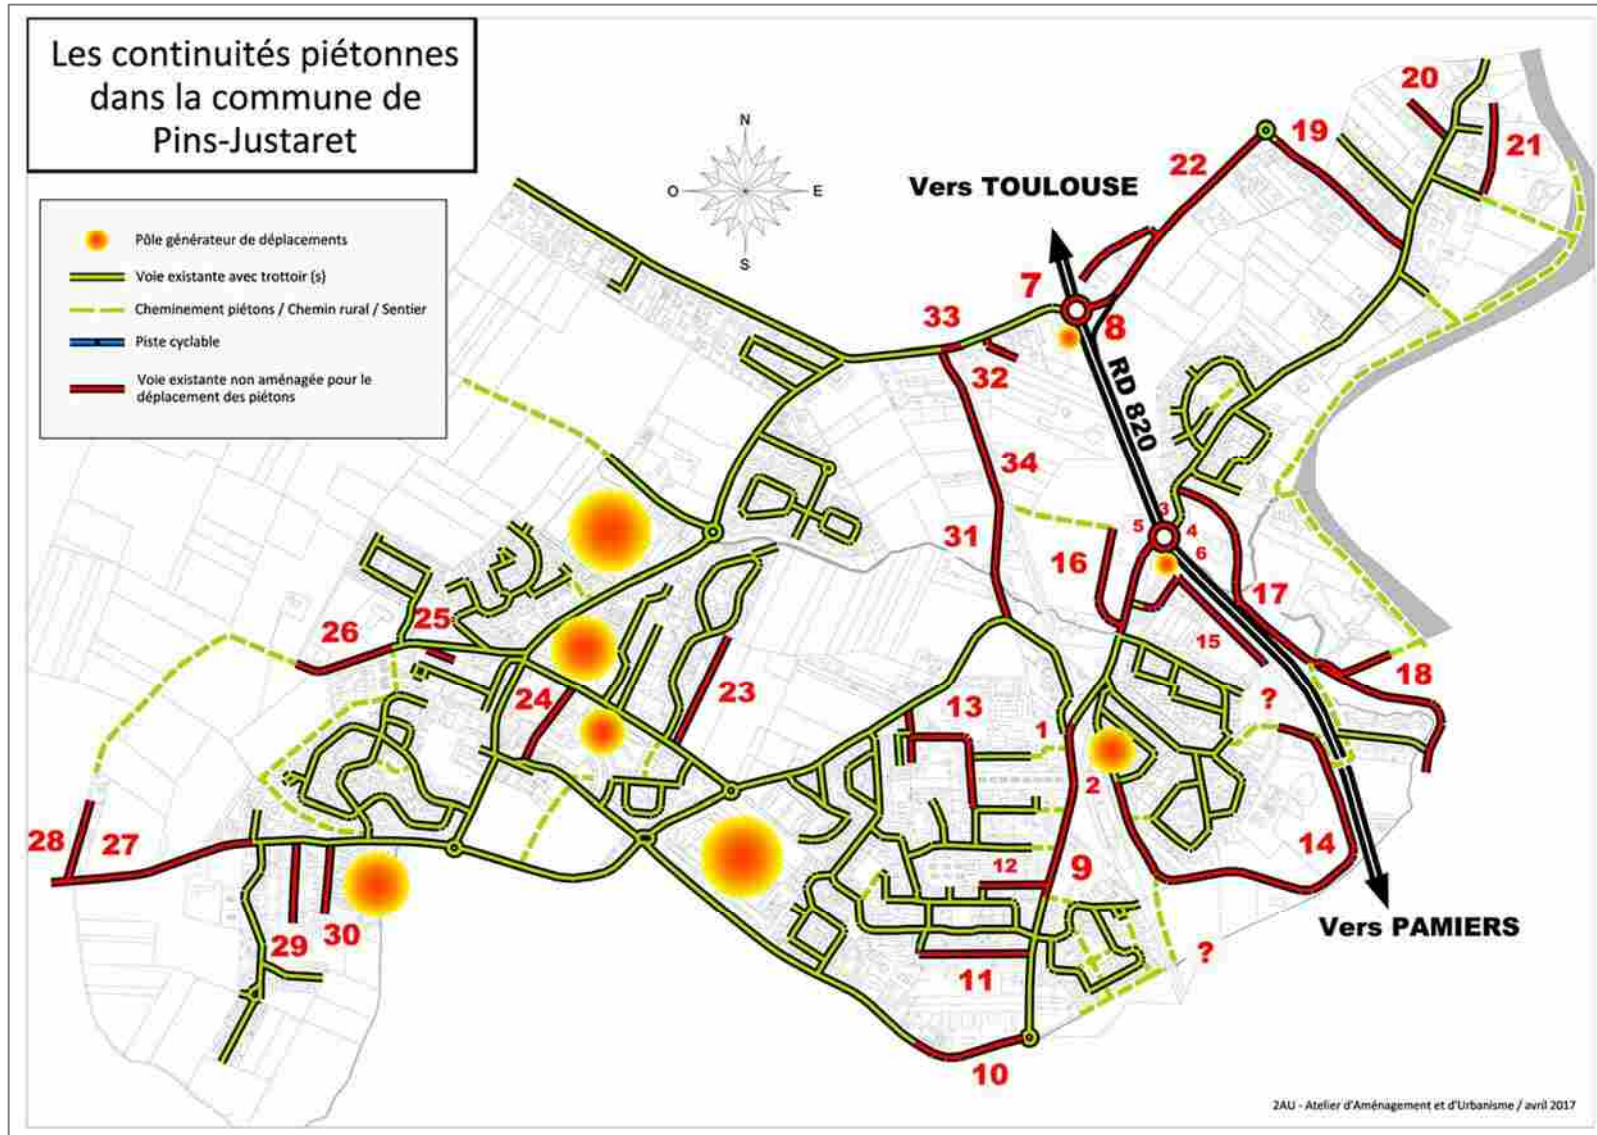 Les continuités piétonnes
dans la commune de
Pins-Justaret
Pôle générateur de déplacements
Voie existante avec trottoir (s)
Cheminement piétons / Chemin rural / Sentier
Piste cyclable
Voie existante non aménagée pour le
déplacement des piétons
N
O
E
S
Vers TOULOUSE
20
19
21
22
7
8
33
32
RD 820
34
31
3
5
4
6
16
17
15
18
?
25
26
24
23
13
1
2
14
28
27
12
9
29
30
11
?
10
Vers PAMIERS
2AU - Atelier d'Aménagement et d'Urbanisme / avril 2017